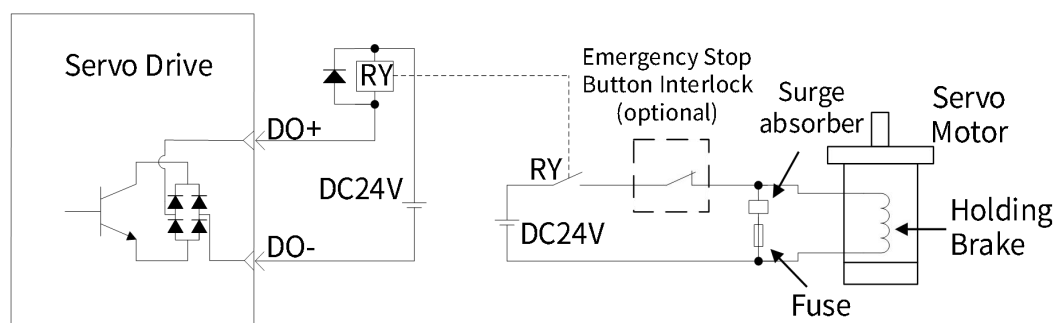 Servo Drive
RY
DO+
DC24V
DO-
Emergency Stop
Button Interlock
(optional)
RY
DC24V
Surge
absorber
Fuse
Servo
Motor
Holding
Brake